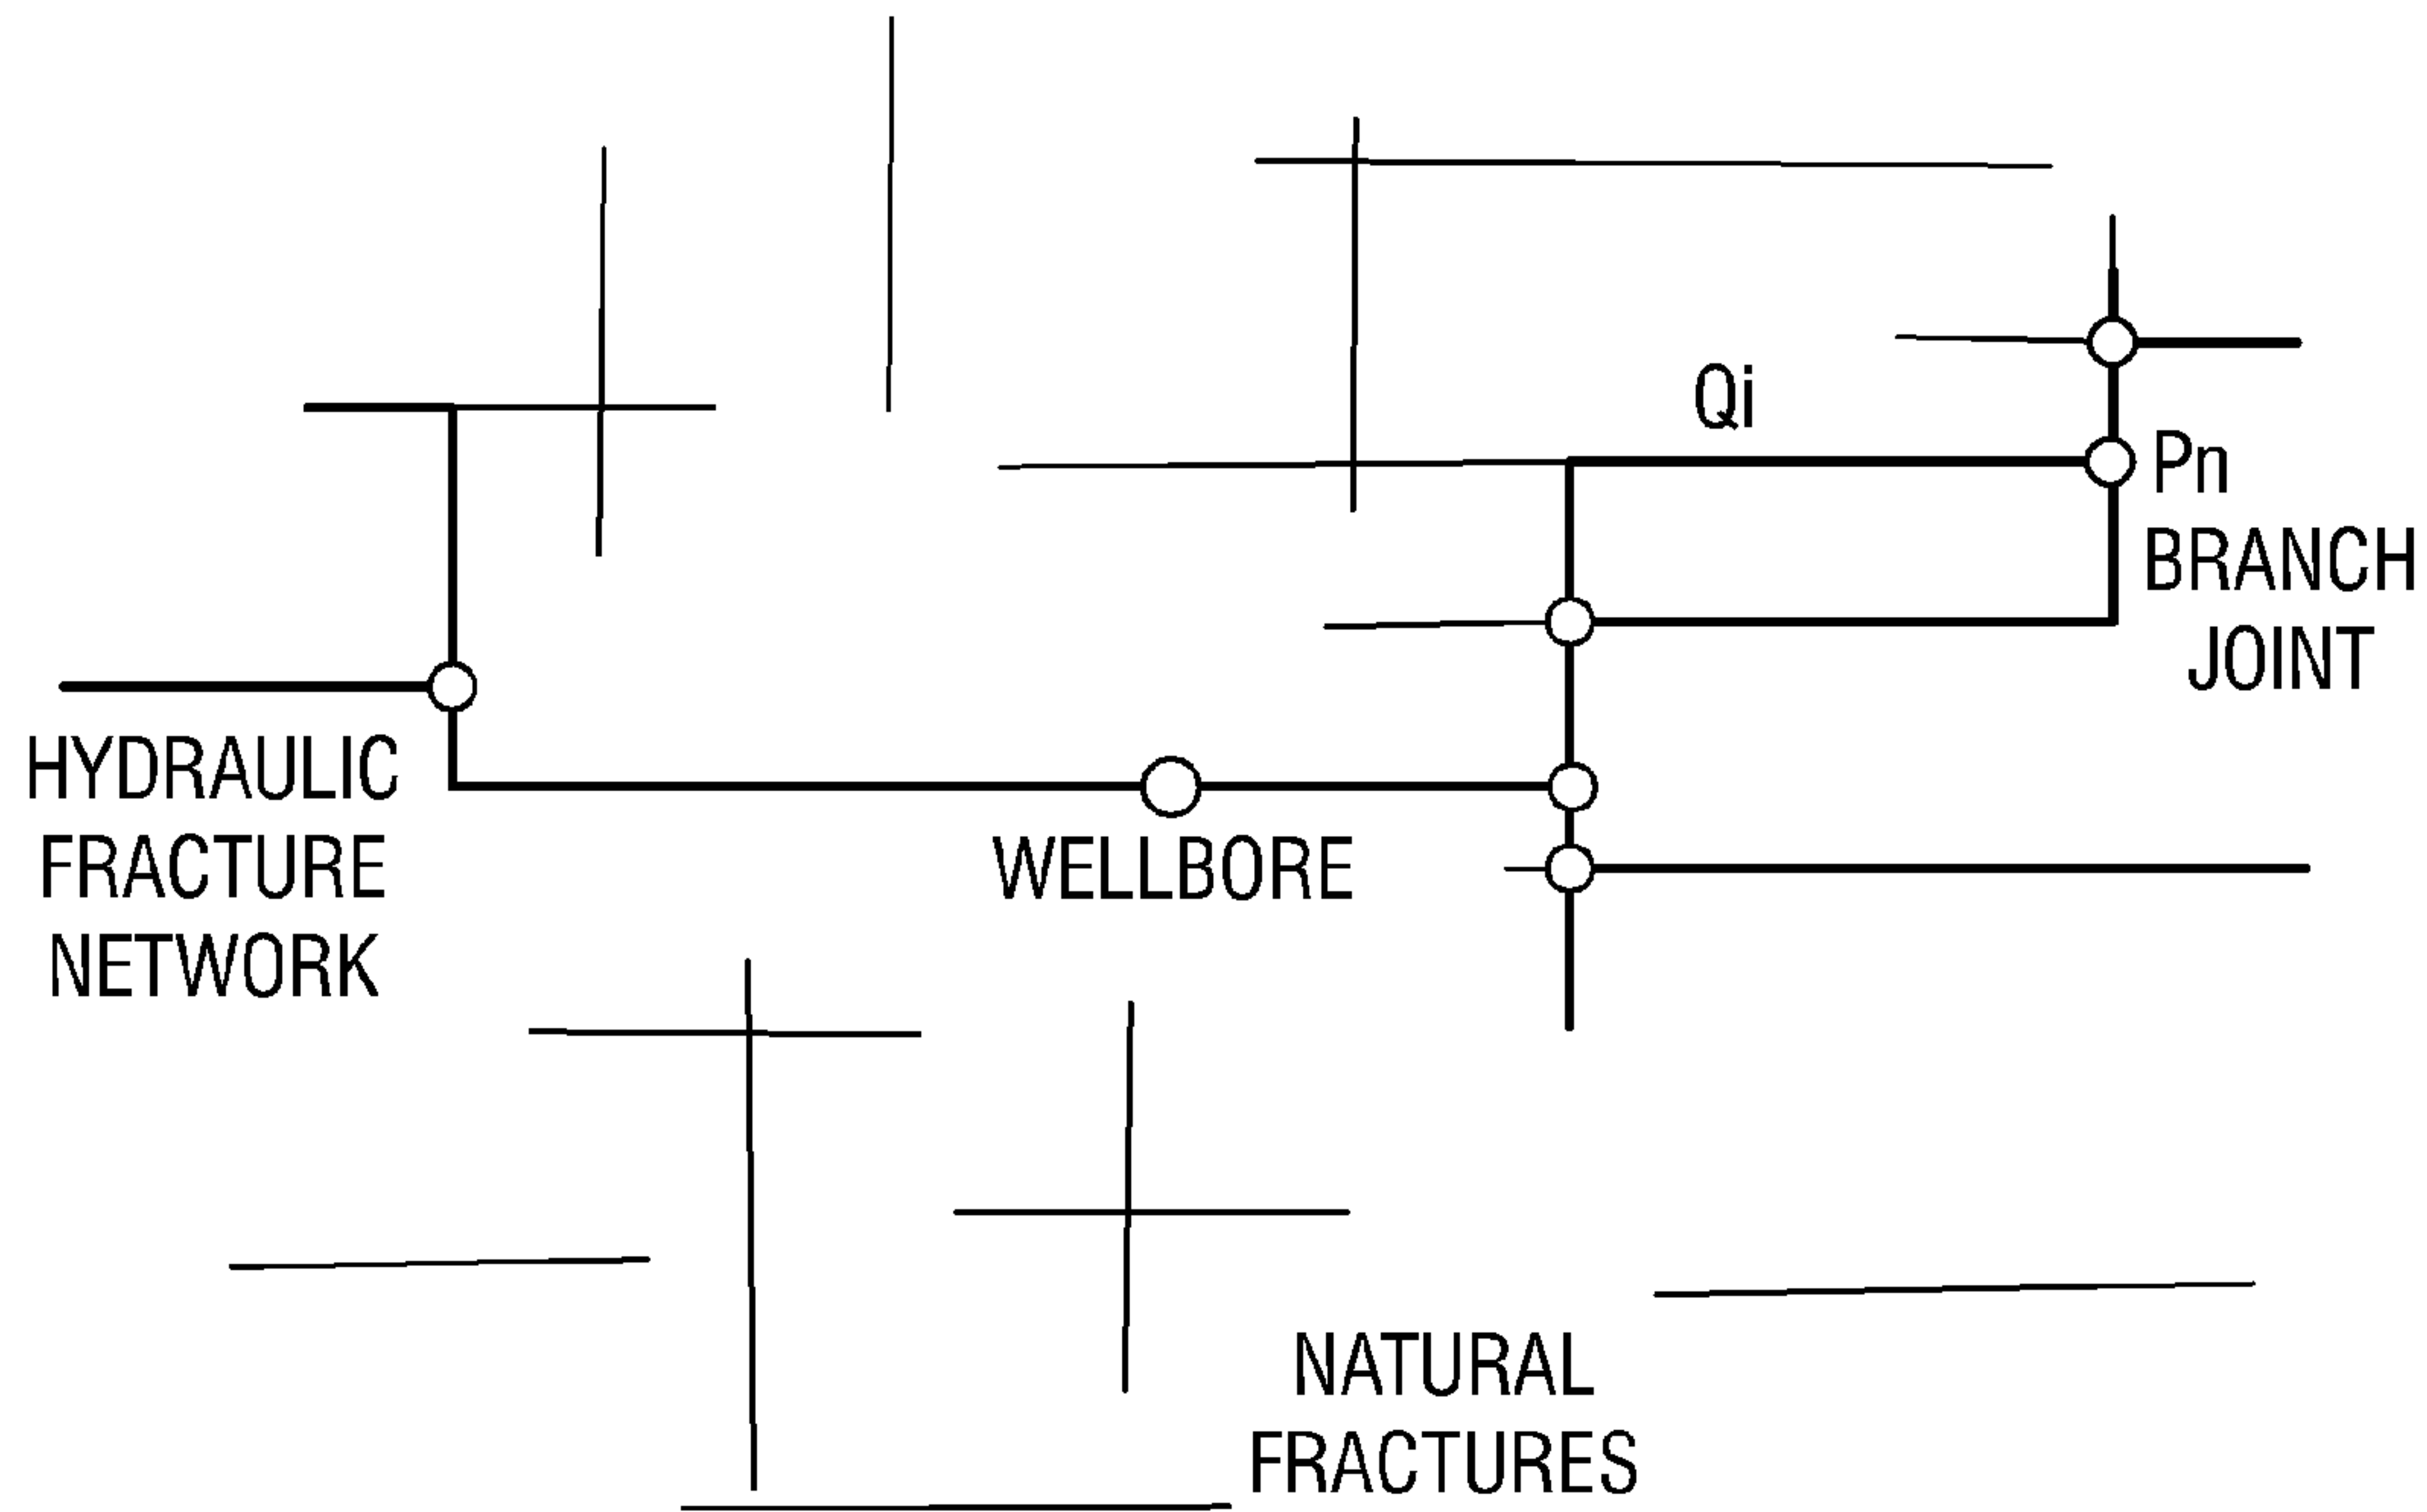 Qi
Pn
BRANCH
JOINT
HYDRAULIC
FRACTURE
NETWORK
WELLBORE
NATURAL
FRACTURES